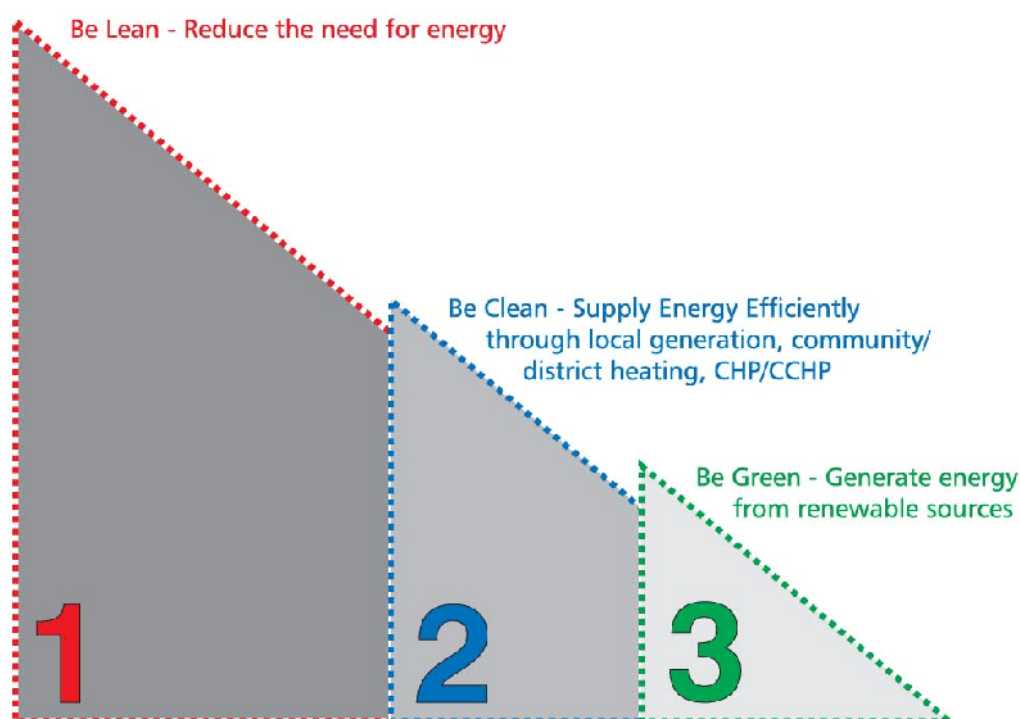 Be Lean - Reduce the need for energy
Be Clean - Supply Energy Efficiently
through local generation, community/
district heating, CHP/CCHP
Be Green - Generate energy
from renewable sources
1
2
3